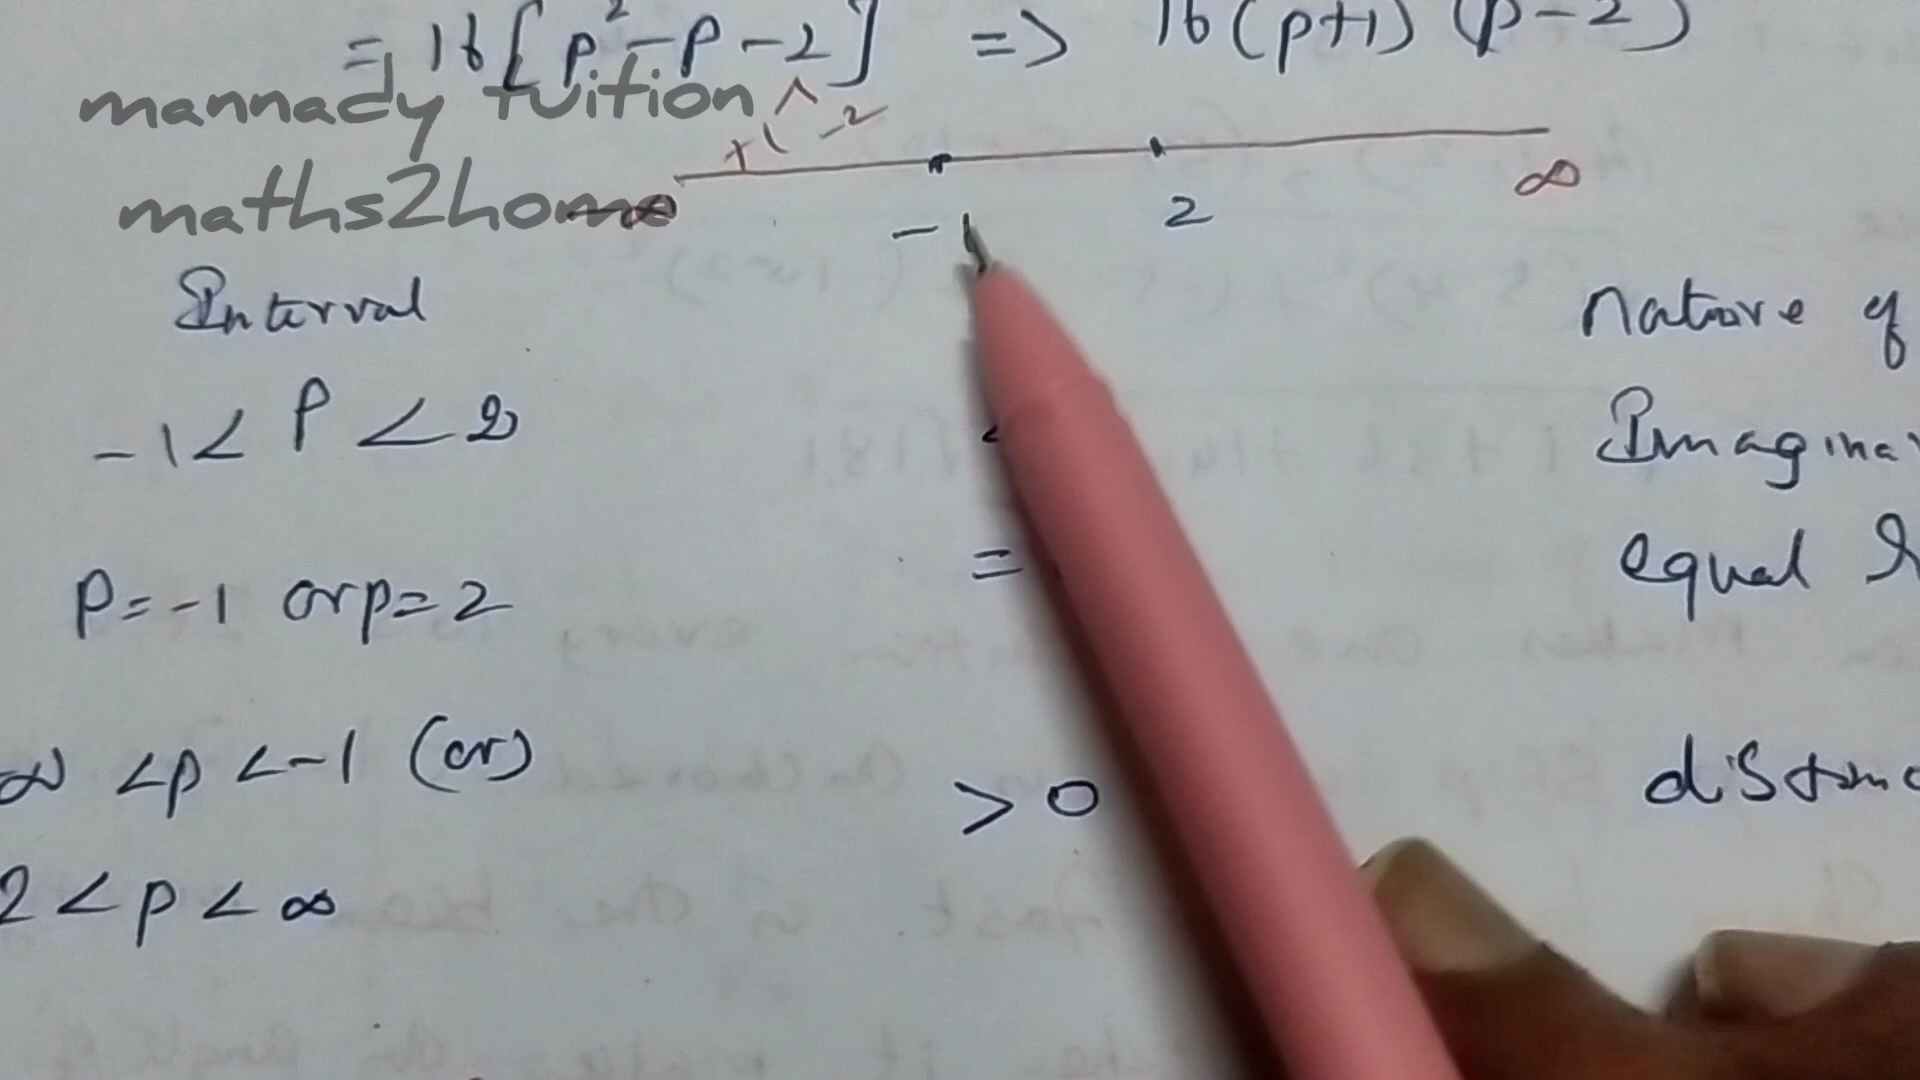 = 16[p²-p-2] => 16(p+1)(p-2)
mannady tuition
+1 -2
maths2home
-∞ -1 2 ∞
Interval nature of
-1< P <2 < Imagina
P=-1 or p=2 = equal
∞ <p <-1 (or) >0 distinc
2 < p < ∞